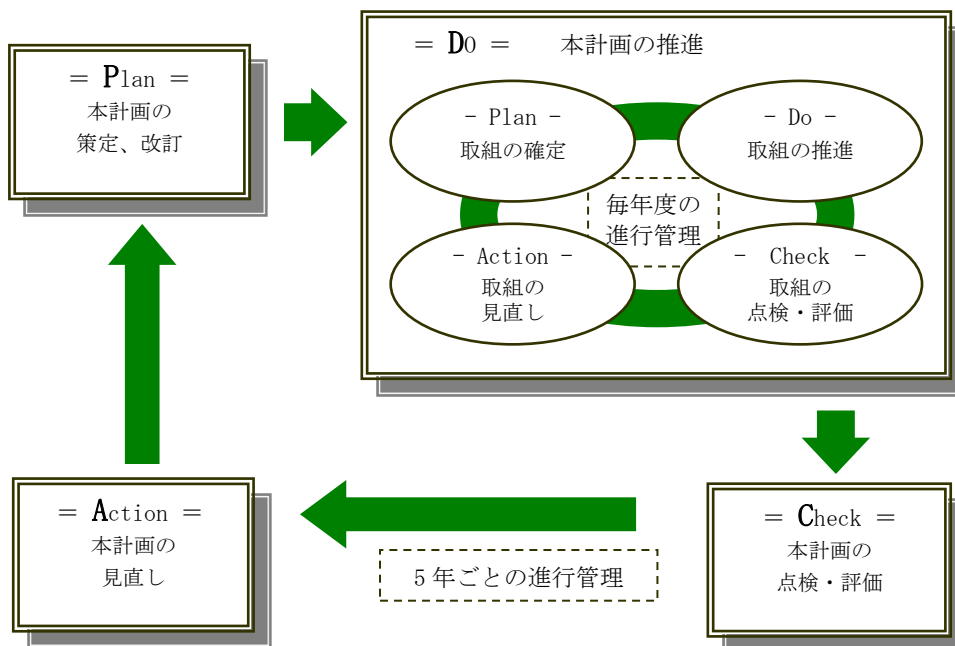 = Plan =
本計画の
策定、改訂
= DO =　本計画の推進
- Plan -
取組の確定
- Do -
取組の推進
毎年度の
進行管理
- Action -
取組の
見直し
- Check -
取組の
点検・評価
= Action =
本計画の
見直し
５年ごとの進行管理
= Check =
本計画の
点検・評価